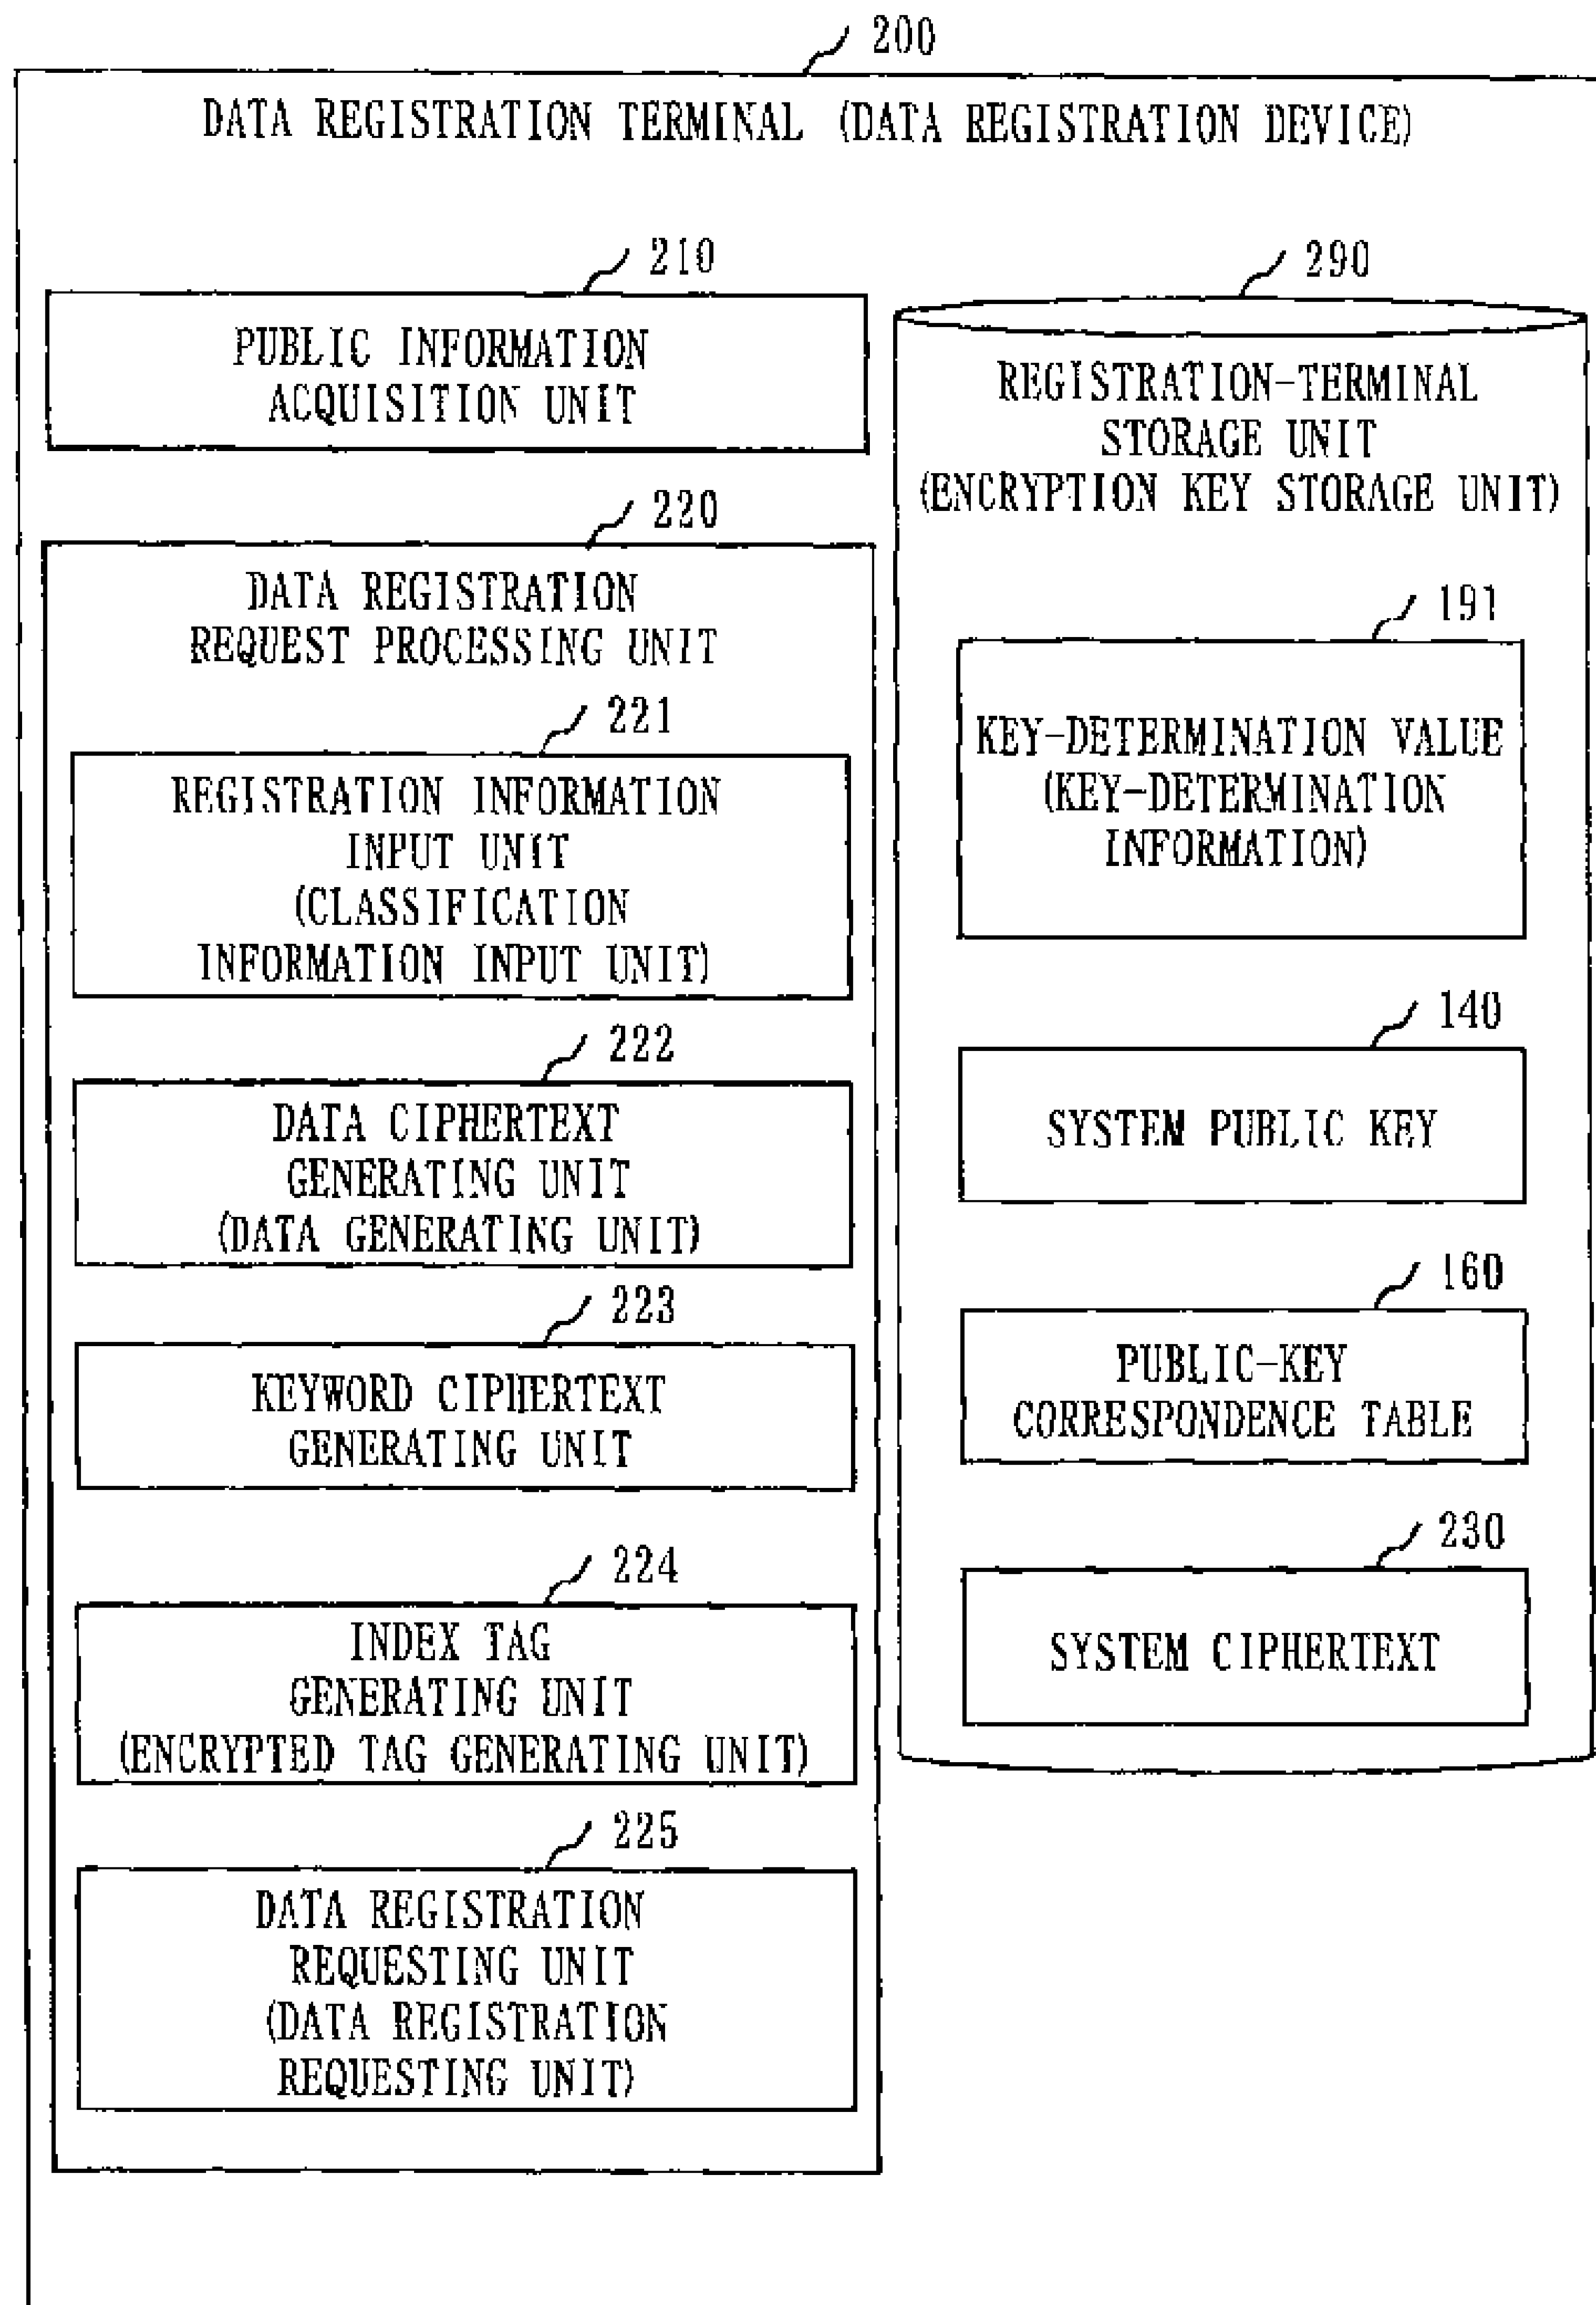 200
DATA REGISTRATION TERMINAL (DATA REGISTRATION DEVICE)
210
PUBLIC INFORMATION
ACQUISITION UNIT
220
DATA REGISTRATION
REQUEST PROCESSING UNIT
221
REGISTRATION INFORMATION
INPUT UNIT
(CLASSIFICATION
INFORMATION INPUT UNIT)
222
DATA CIPHERTEXT
GENERATING UNIT
(DATA GENERATING UNIT)
223
KEYWORD CIPHERTEXT
GENERATING UNIT
224
INDEX TAG
GENERATING UNIT
(ENCRYPTED TAG GENERATING UNIT)
225
DATA REGISTRATION
REQUESTING UNIT
(DATA REGISTRATION
REQUESTING UNIT)
290
REGISTRATION-TERMINAL
STORAGE UNIT
(ENCRYPTION KEY STORAGE UNIT)
191
KEY-DETERMINATION VALUE
(KEY-DETERMINATION
INFORMATION)
140
SYSTEM PUBLIC KEY
160
PUBLIC-KEY
CORRESPONDENCE TABLE
230
SYSTEM CIPHERTEXT